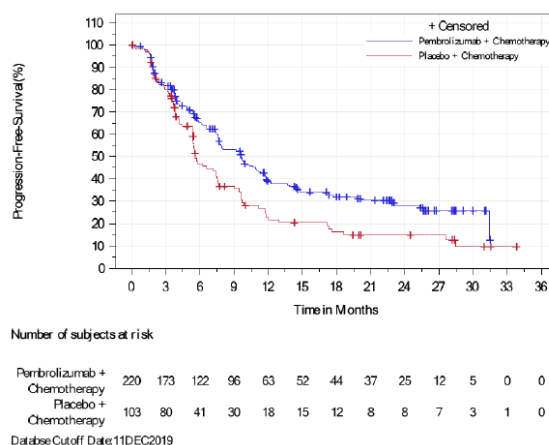 + Censored
Pembrolizumab + Chemotherapy
Placebo + Chemotherapy
Progression-Free-Survival(%)
110
100
90
80
70
60
50
40
30
20
10
0
0 3 6 9 12 15 18 21 24 27 30 33 36
Time in Months
Number of subjects at risk
Pembrolizumab +
Chemotherapy
220 173 122 96 63 52 44 37 25 12 5 0 0
Placebo +
Chemotherapy
103 80 41 30 18 15 12 8 8 7 3 1 0
Databse Cutoff Date:11DEC2019